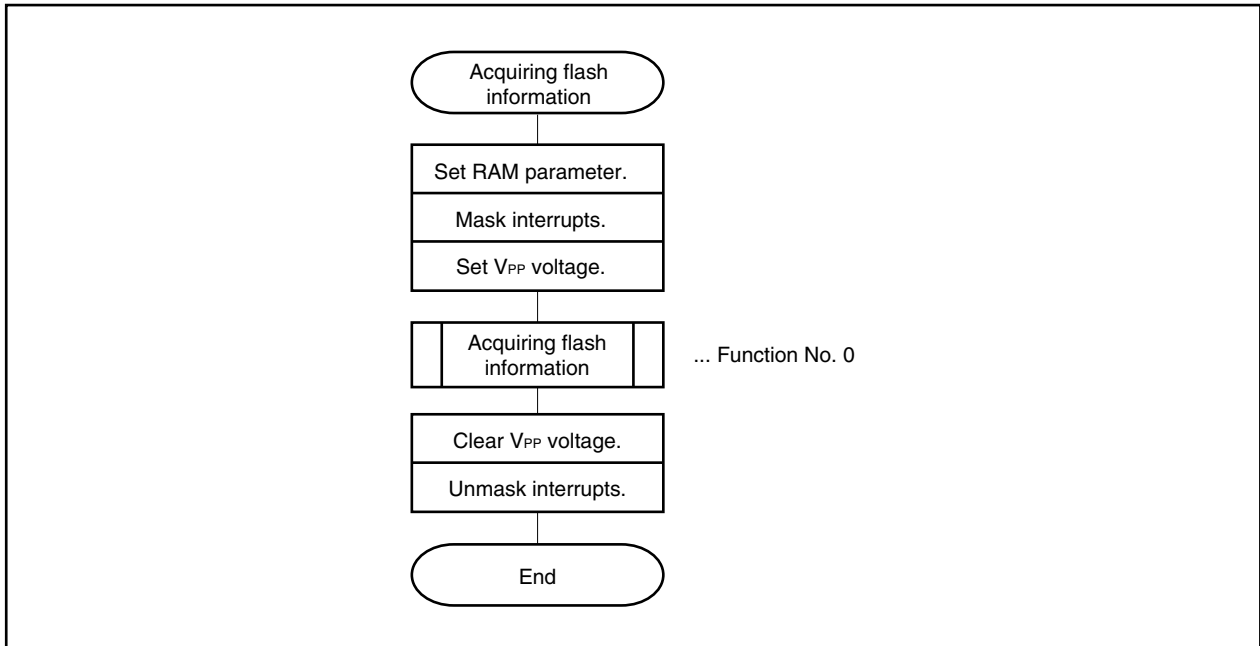 Acquiring flash
information
Set RAM parameter.
Mask interrupts.
Set VPP voltage.
Acquiring flash
information
... Function No. 0
Clear VPP voltage.
Unmask interrupts.
End